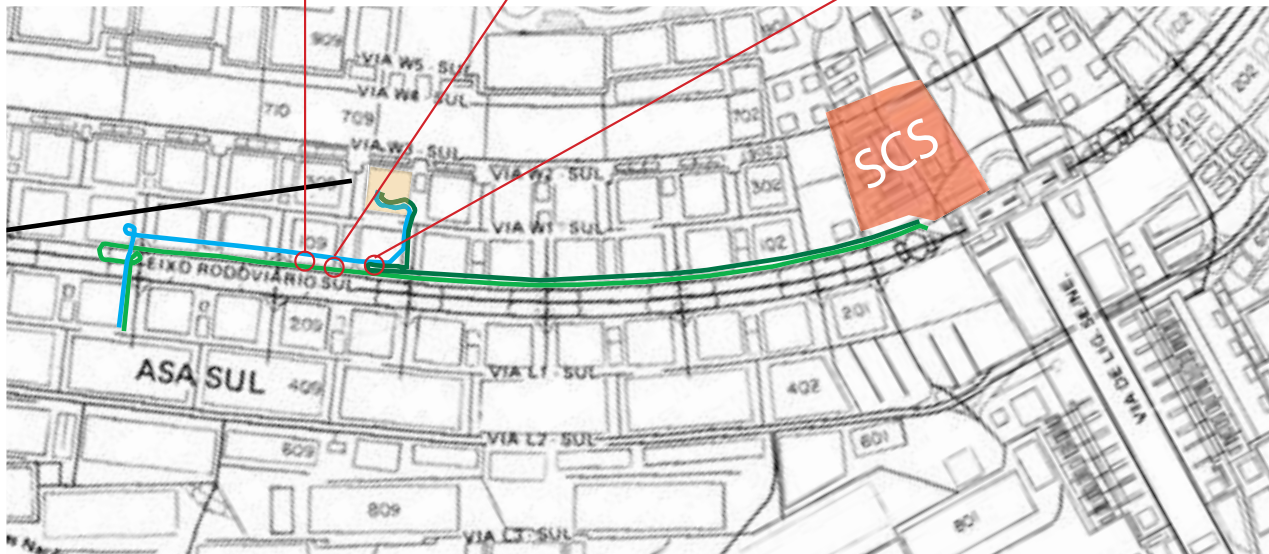 909
VIA W5 - SUL
VIA W4 SUL
710
709
702
VIA W3 - SUL
VIA W2 - SUL
302
SCS
202
VIA W1 - SUL
102
09
EIXO RODOVIÁRIO SUL
209
201
ASA SUL
409
VIA L1 - SUL
402
VIA DE LIG. SE/NE.
VIA L2 - SUL
609
601
809
801
VIA L3 - SUL